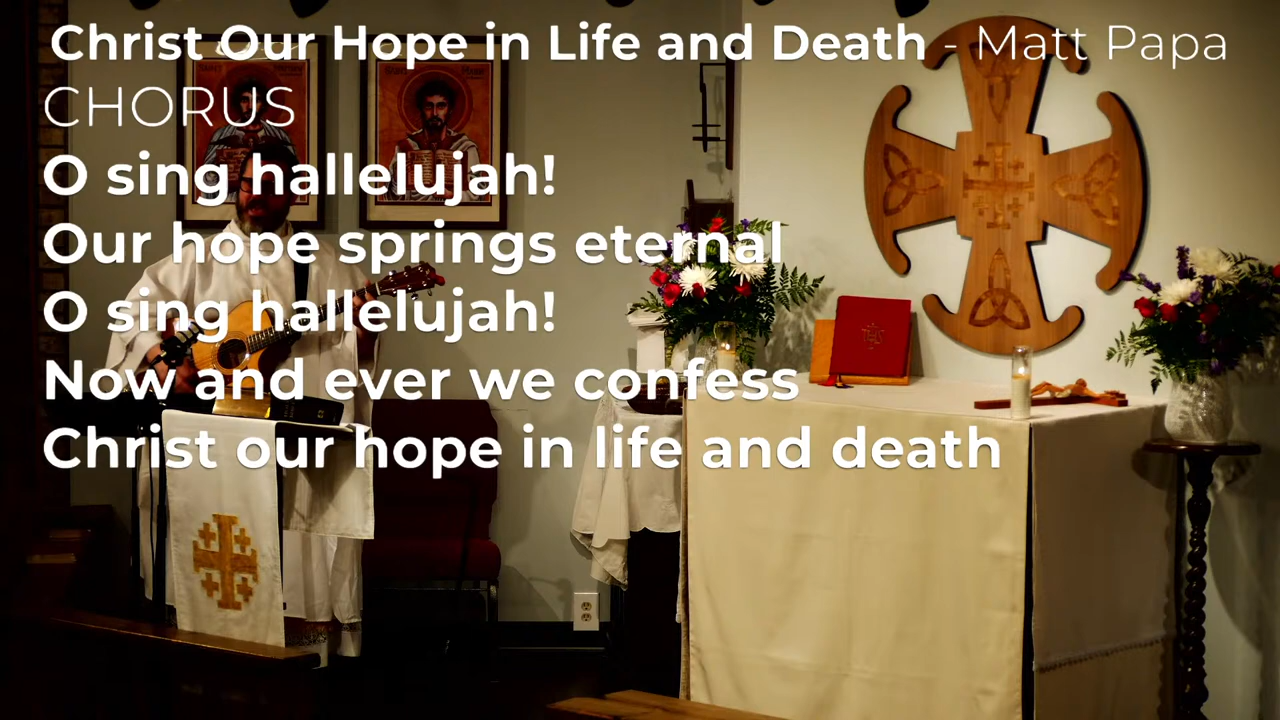 Christ Our Hope in Life and Death - Matt Papa
CHORUS
O sing hallelujah!
Our hope springs eternal
O sing hallelujah!
Now and ever we confess
Christ our hope in life and death